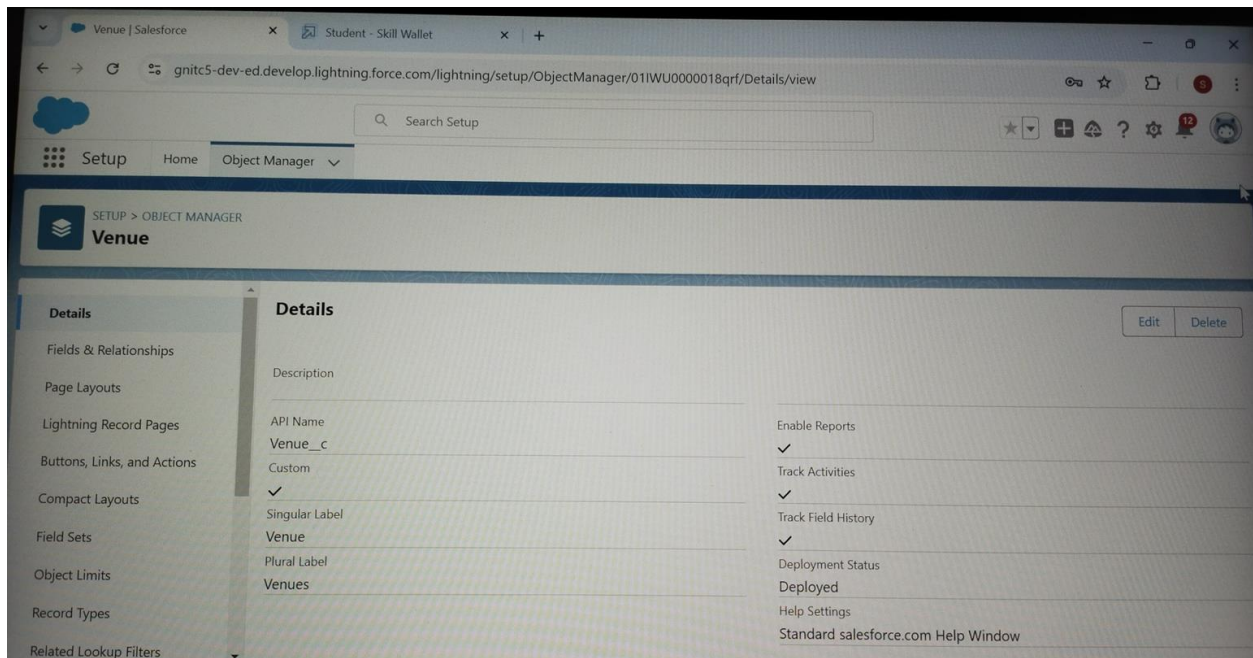 Venue | Salesforce
Student - Skill Wallet
gnitc5-dev-ed.develop.lightning.force.com/lightning/setup/ObjectManager/01IWU0000018qrf/Details/view
S
Search Setup
12
Setup Home Object Manager
SETUP > OBJECT MANAGER
Venue
Details
Fields & Relationships
Page Layouts
Lightning Record Pages
Buttons, Links, and Actions
Compact Layouts
Field Sets
Object Limits
Record Types
Related Lookup Filters
Details
Edit Delete
Description
API Name
Venue__c
Custom
Singular Label
Venue
Plural Label
Venues
Enable Reports
Track Activities
Track Field History
Deployment Status
Deployed
Help Settings
Standard salesforce.com Help Window